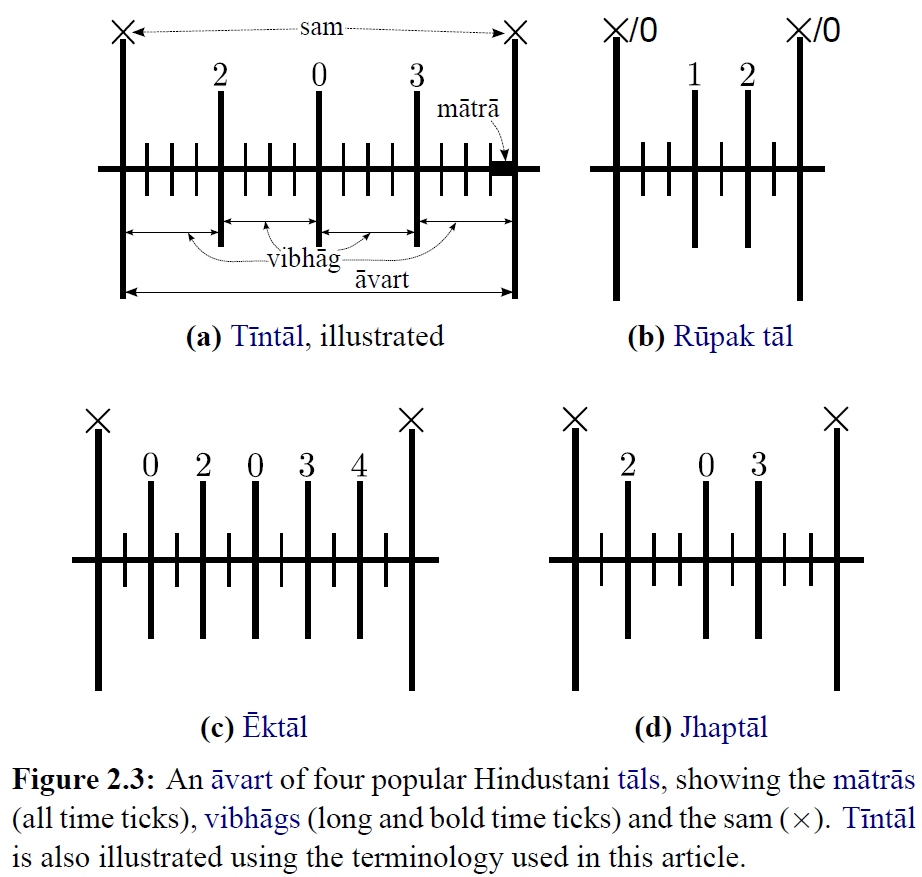 × sam ×
2 0 3
mātrā
vibhāg
āvart
(a) Tīntāl, illustrated
×/0 ×/0
1 2
(b) Rūpak tāl
× ×
0 2 0 3 4
(c) Ēktāl
× ×
2 0 3
(d) Jhaptāl
Figure 2.3: An āvart of four popular Hindustani tāls, showing the mātrās
(all time ticks), vibhāgs (long and bold time ticks) and the sam (×). Tīntāl
is also illustrated using the terminology used in this article.